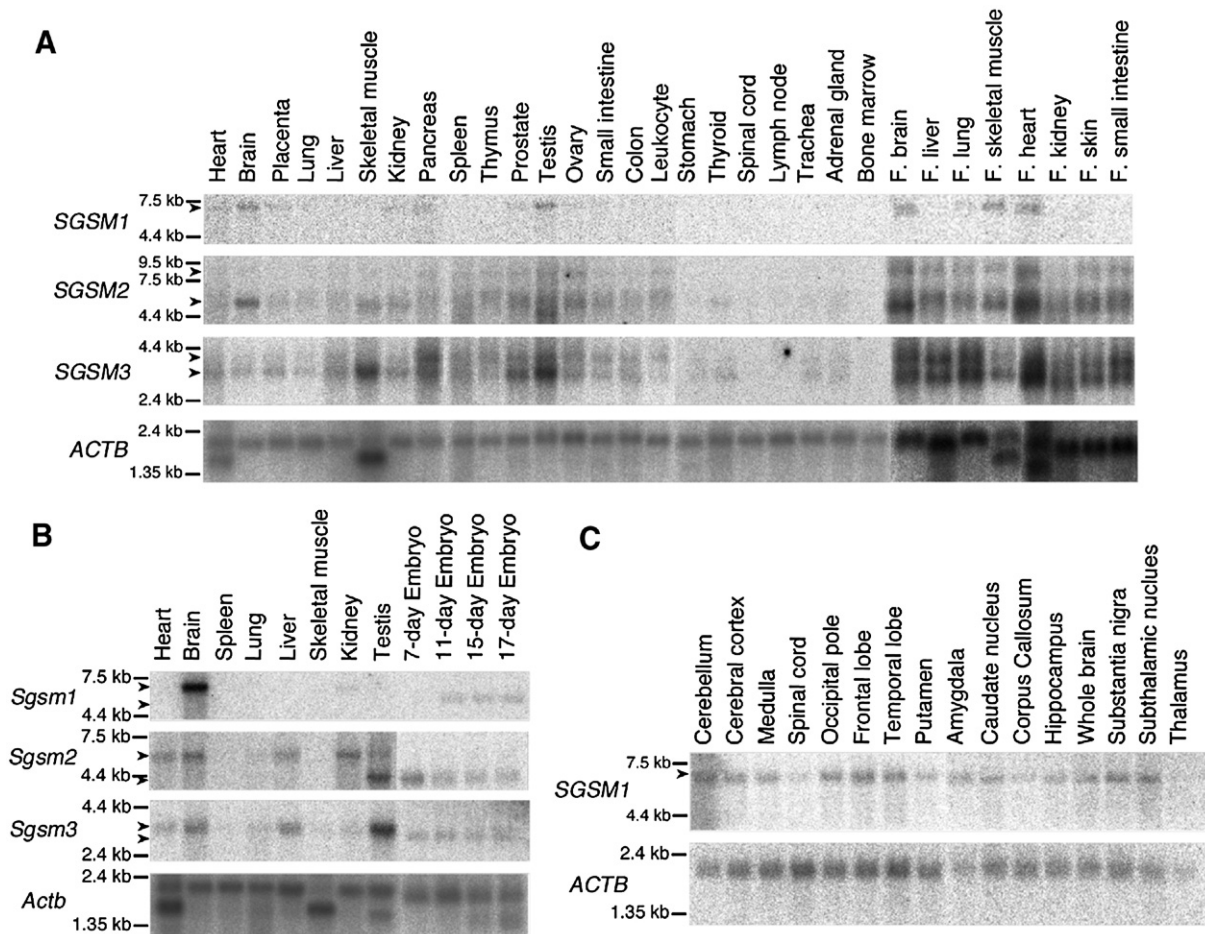 A
Heart
Brain
Placenta
Lung
Liver
Skeletal muscle
Kidney
Pancreas
Spleen
Thymus
Prostate
Testis
Ovary
Small intestine
Colon
Leukocyte
Stomach
Thyroid
Spinal cord
Lymph node
Trachea
Adrenal gland
Bone marrow
F. brain
F. liver
F. lung
F. skeletal muscle
F. heart
F. kidney
F. skin
F. small intestine
7.5 kb
SGSM1
4.4 kb
9.5 kb
7.5 kb
SGSM2
4.4 kb
4.4 kb
SGSM3
2.4 kb
2.4 kb
ACTB
1.35 kb
B
Heart
Brain
Spleen
Lung
Liver
Skeletal muscle
Kidney
Testis
7-day Embryo
11-day Embryo
15-day Embryo
17-day Embryo
7.5 kb
Sgsm1
4.4 kb
7.5 kb
Sgsm2
4.4 kb
4.4 kb
Sgsm3
2.4 kb
2.4 kb
Actb
1.35 kb
C
Cerebellum
Cerebral cortex
Medulla
Spinal cord
Occipital pole
Frontal lobe
Temporal lobe
Putamen
Amygdala
Caudate nucleus
Corpus Callosum
Hippocampus
Whole brain
Substantia nigra
Subthalamic nuclues
Thalamus
7.5 kb
SGSM1
4.4 kb
2.4 kb
ACTB
1.35 kb